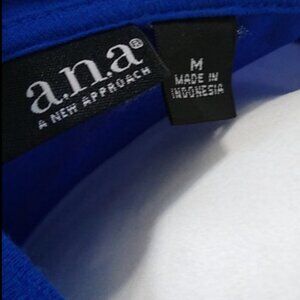 a.n.a®
A NEW APPROACH
M
MADE IN
INDONESIA